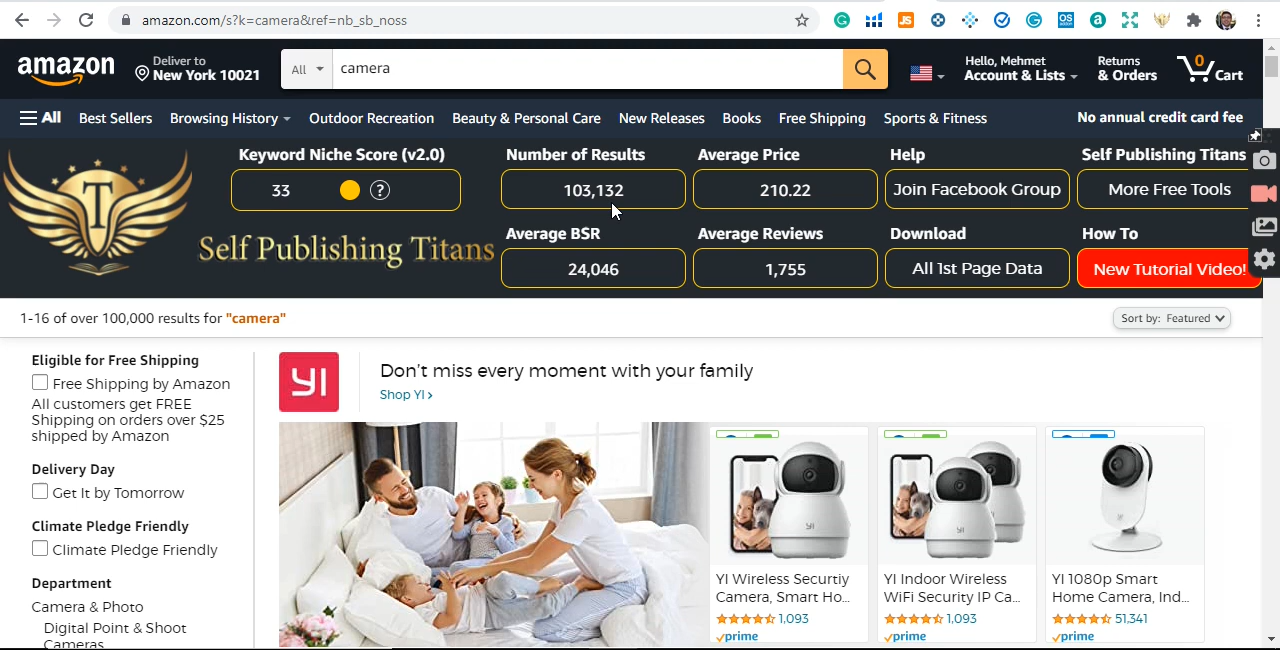 amazon.com/s?k=camera&ref=nb_sb_noss
amazon
Deliver to
New York 10021
All
camera
Hello, Mehmet
Account & Lists
Returns
& Orders
0
Cart
All
Best Sellers
Browsing History
Outdoor Recreation
Beauty & Personal Care
New Releases
Books
Free Shipping
Sports & Fitness
No annual credit card fee
T
Self Publishing Titans
Keyword Niche Score (v2.0)
33
?
Number of Results
103,132
Average Price
210.22
Help
Join Facebook Group
Self Publishing Titans
More Free Tools
Average BSR
24,046
Average Reviews
1,755
Download
All 1st Page Data
How To
New Tutorial Video!
1-16 of over 100,000 results for "camera"
Sort by: Featured
Eligible for Free Shipping
Free Shipping by Amazon
All customers get FREE
Shipping on orders over $25
shipped by Amazon
Delivery Day
Get It by Tomorrow
Climate Pledge Friendly
Climate Pledge Friendly
Department
Camera & Photo
Digital Point & Shoot
Cameras
YI
Don't miss every moment with your family
Shop YI ›
YI Wireless Securtiy
Camera, Smart Ho...
1,093
prime
YI Indoor Wireless
WiFi Security IP Ca...
1,093
prime
YI 1080p Smart
Home Camera, Ind...
51,341
prime